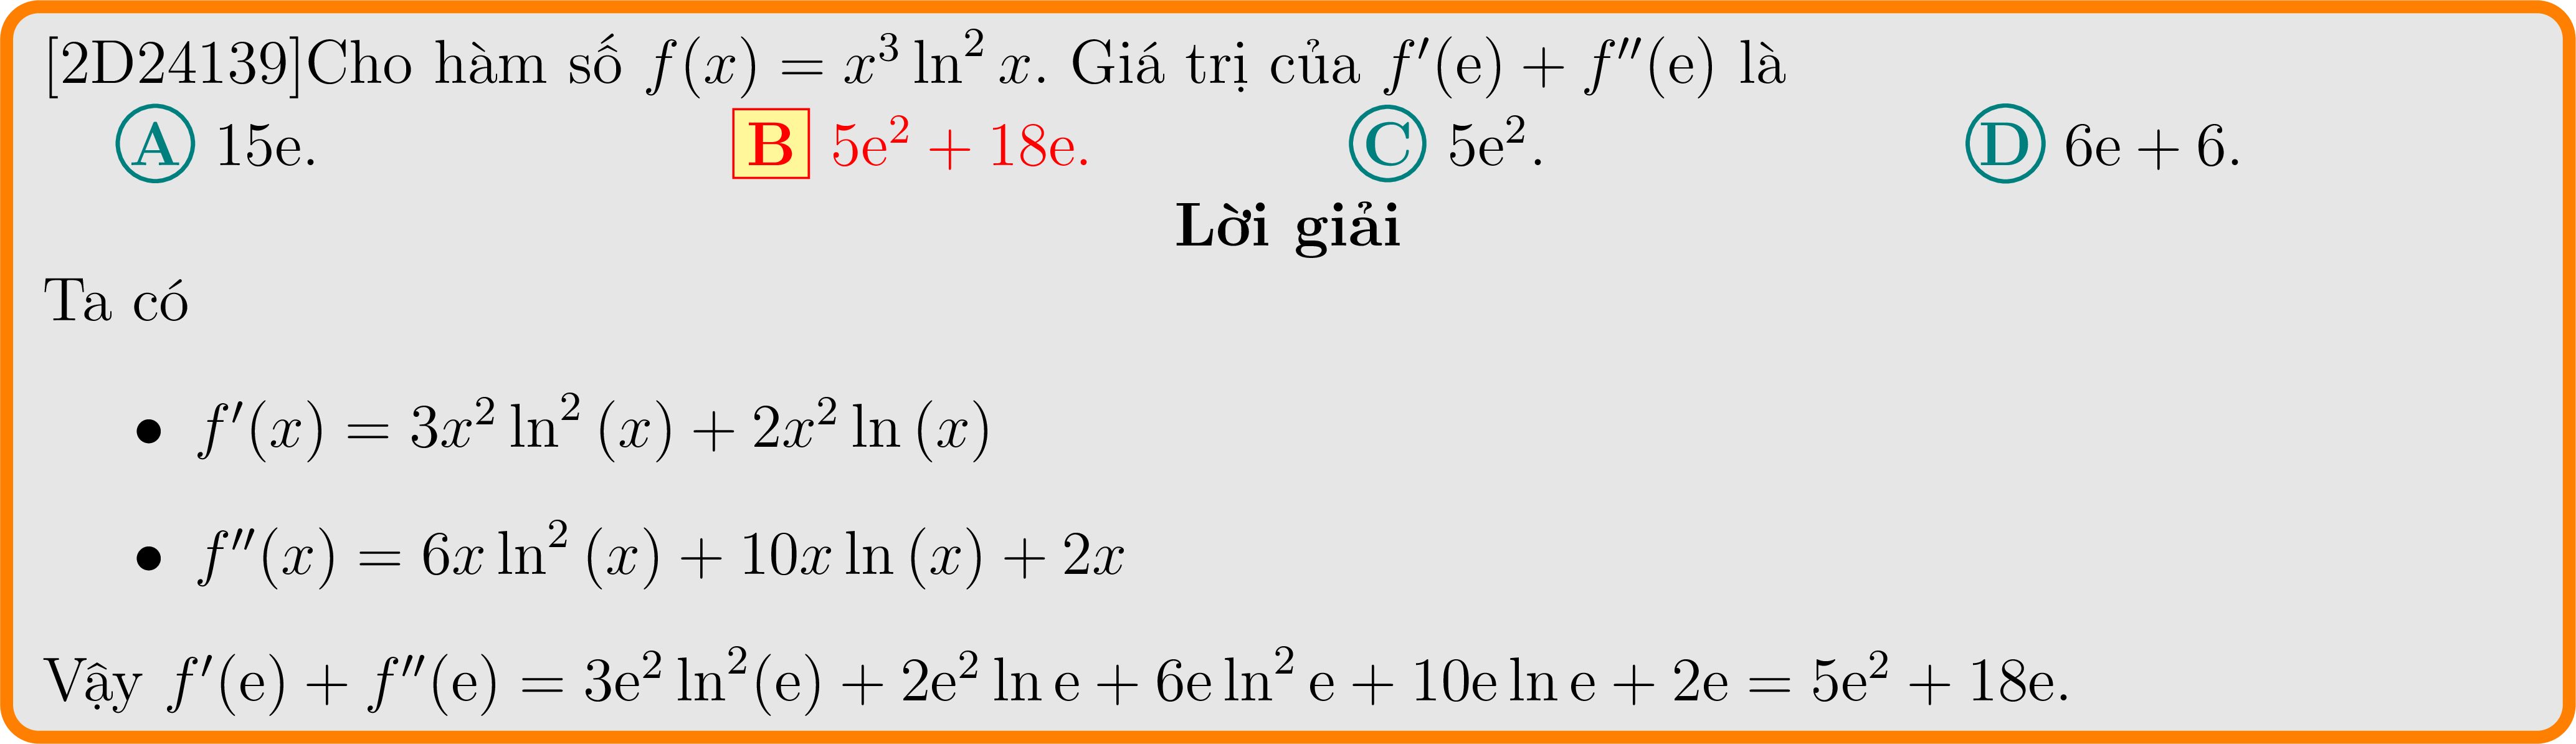 [2D24139]Cho hàm số f(x) = x³ ln² x. Giá trị của f′(e) + f″(e) là
A 15e. B 5e² + 18e. C 5e². D 6e + 6.
Lời giải
Ta có
• f′(x) = 3x² ln² (x) + 2x² ln (x)
• f″(x) = 6x ln² (x) + 10x ln (x) + 2x
Vậy f′(e) + f″(e) = 3e² ln²(e) + 2e² ln e + 6e ln² e + 10e ln e + 2e = 5e² + 18e.